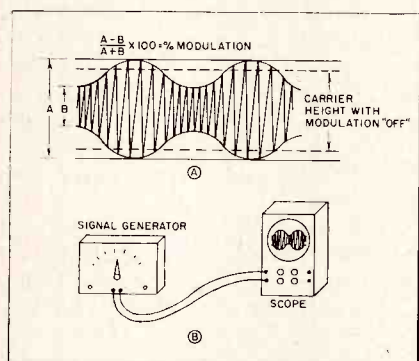 A-B
A+B
×100=% MODULATION
A
B
CARRIER
HEIGHT WITH
MODULATION "OFF"
A
SIGNAL GENERATOR
SCOPE
B